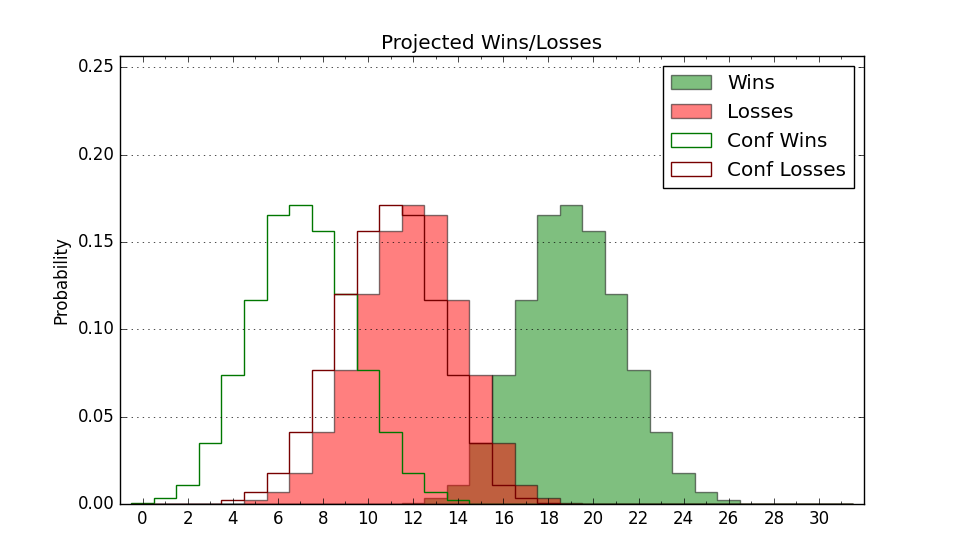 Projected Wins/Losses
Wins
Losses
Conf Wins
Conf Losses
Probability
0.25
0.20
0.15
0.10
0.05
0.00
0 2 4 6 8 10 12 14 16 18 20 22 24 26 28 30